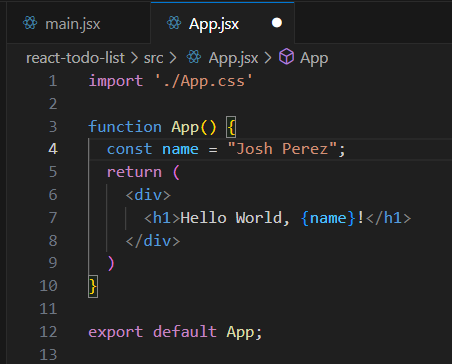 main.jsx App.jsx
react-todo-list > src > App.jsx > App
1 import './App.css'
2
3 function App() {
4   const name = "Josh Perez";
5   return (
6     <div>
7       <h1>Hello World, {name}!</h1>
8     </div>
9   )
10 }
11
12 export default App;
13